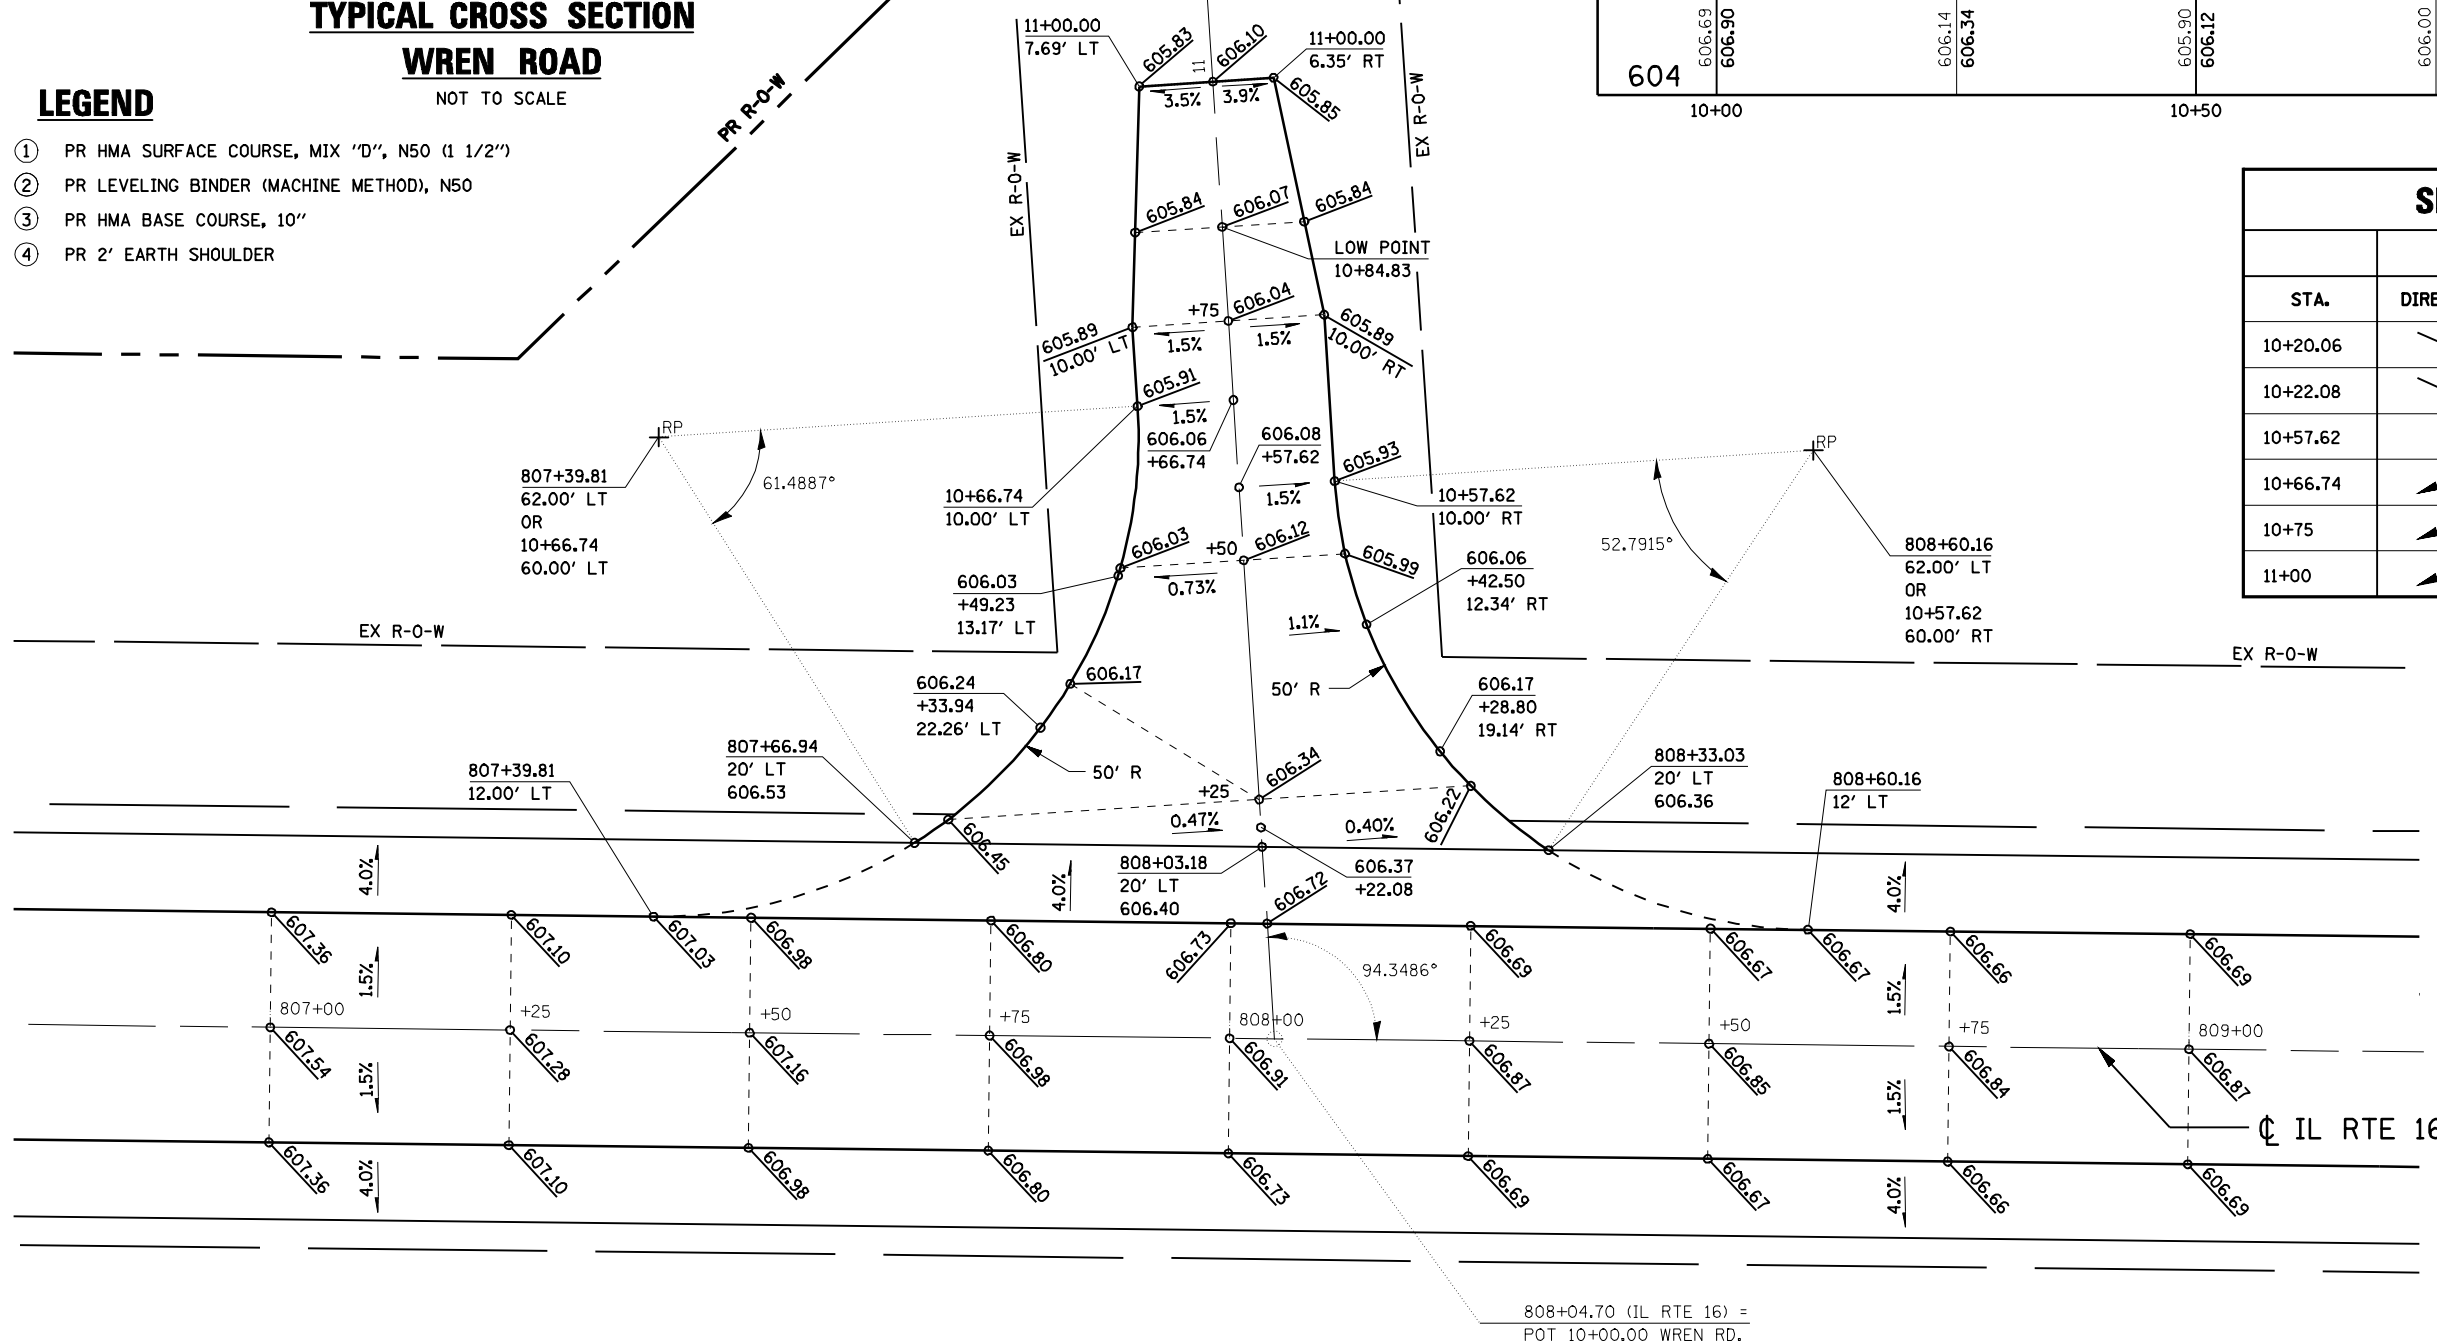 TYPICAL CROSS SECTION
WREN ROAD
NOT TO SCALE
LEGEND
1 PR HMA SURFACE COURSE, MIX "D", N50 (1 1/2")
2 PR LEVELING BINDER (MACHINE METHOD), N50
3 PR HMA BASE COURSE, 10"
4 PR 2' EARTH SHOULDER
PR R-O-W
11+00.00
7.69' LT
605.83
11
606.10
11+00.00
6.35' RT
605.85
3.5%
3.9%
EX R-O-W
EX R-O-W
604
606.69
606.90
606.14
606.34
605.90
606.12
606.00
10+00
10+50
605.84
606.07
605.84
LOW POINT
10+84.83
+75
606.04
605.89
10.00' LT
1.5%
1.5%
605.89
10.00' RT
605.91
1.5%
606.06
+66.74
606.08
+57.62
605.93
1.5%
RP
807+39.81
62.00' LT
OR
10+66.74
60.00' LT
61.4887°
10+66.74
10.00' LT
10+57.62
10.00' RT
RP
52.7915°
808+60.16
62.00' LT
OR
10+57.62
60.00' RT
STA.
DIRE
10+20.06
10+22.08
10+57.62
10+66.74
10+75
11+00
606.03
+50
606.12
605.99
0.73%
606.03
+49.23
13.17' LT
606.06
+42.50
12.34' RT
1.1%
EX R-O-W
EX R-O-W
606.17
606.24
+33.94
22.26' LT
50' R
606.17
+28.80
19.14' RT
807+66.94
20' LT
606.53
50' R
606.34
+25
808+33.03
20' LT
606.36
807+39.81
12.00' LT
808+60.16
12' LT
606.22
606.45
0.47%
0.40%
808+03.18
20' LT
606.40
606.37
+22.08
606.72
4.0%
4.0%
4.0%
607.36
607.10
607.03
606.98
606.80
606.73
606.69
606.67
606.67
606.66
606.69
94.3486°
1.5%
1.5%
807+00
+25
+50
+75
808+00
+25
+50
+75
809+00
607.54
607.28
607.16
606.98
606.91
606.87
606.85
606.84
606.87
1.5%
1.5%
℄ IL RTE 16
607.36
607.10
606.98
606.80
606.73
606.69
606.67
606.66
606.69
4.0%
4.0%
808+04.70 (IL RTE 16) =
POT 10+00.00 WREN RD.